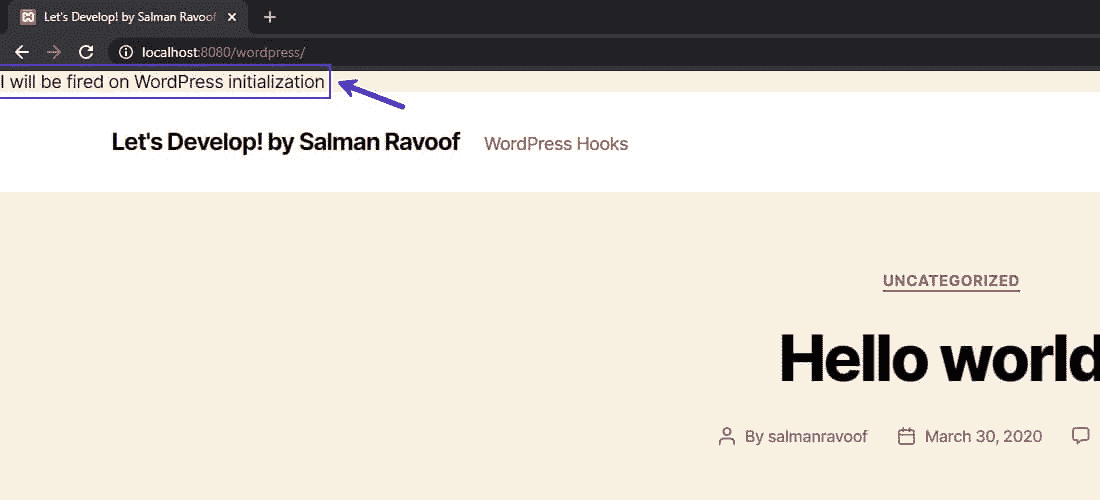 Let's Develop! by Salman Ravoof
localhost:8080/wordpress/
I will be fired on WordPress initialization
Let's Develop! by Salman Ravoof WordPress Hooks
UNCATEGORIZED
Hello world
By salmanravoof March 30, 2020